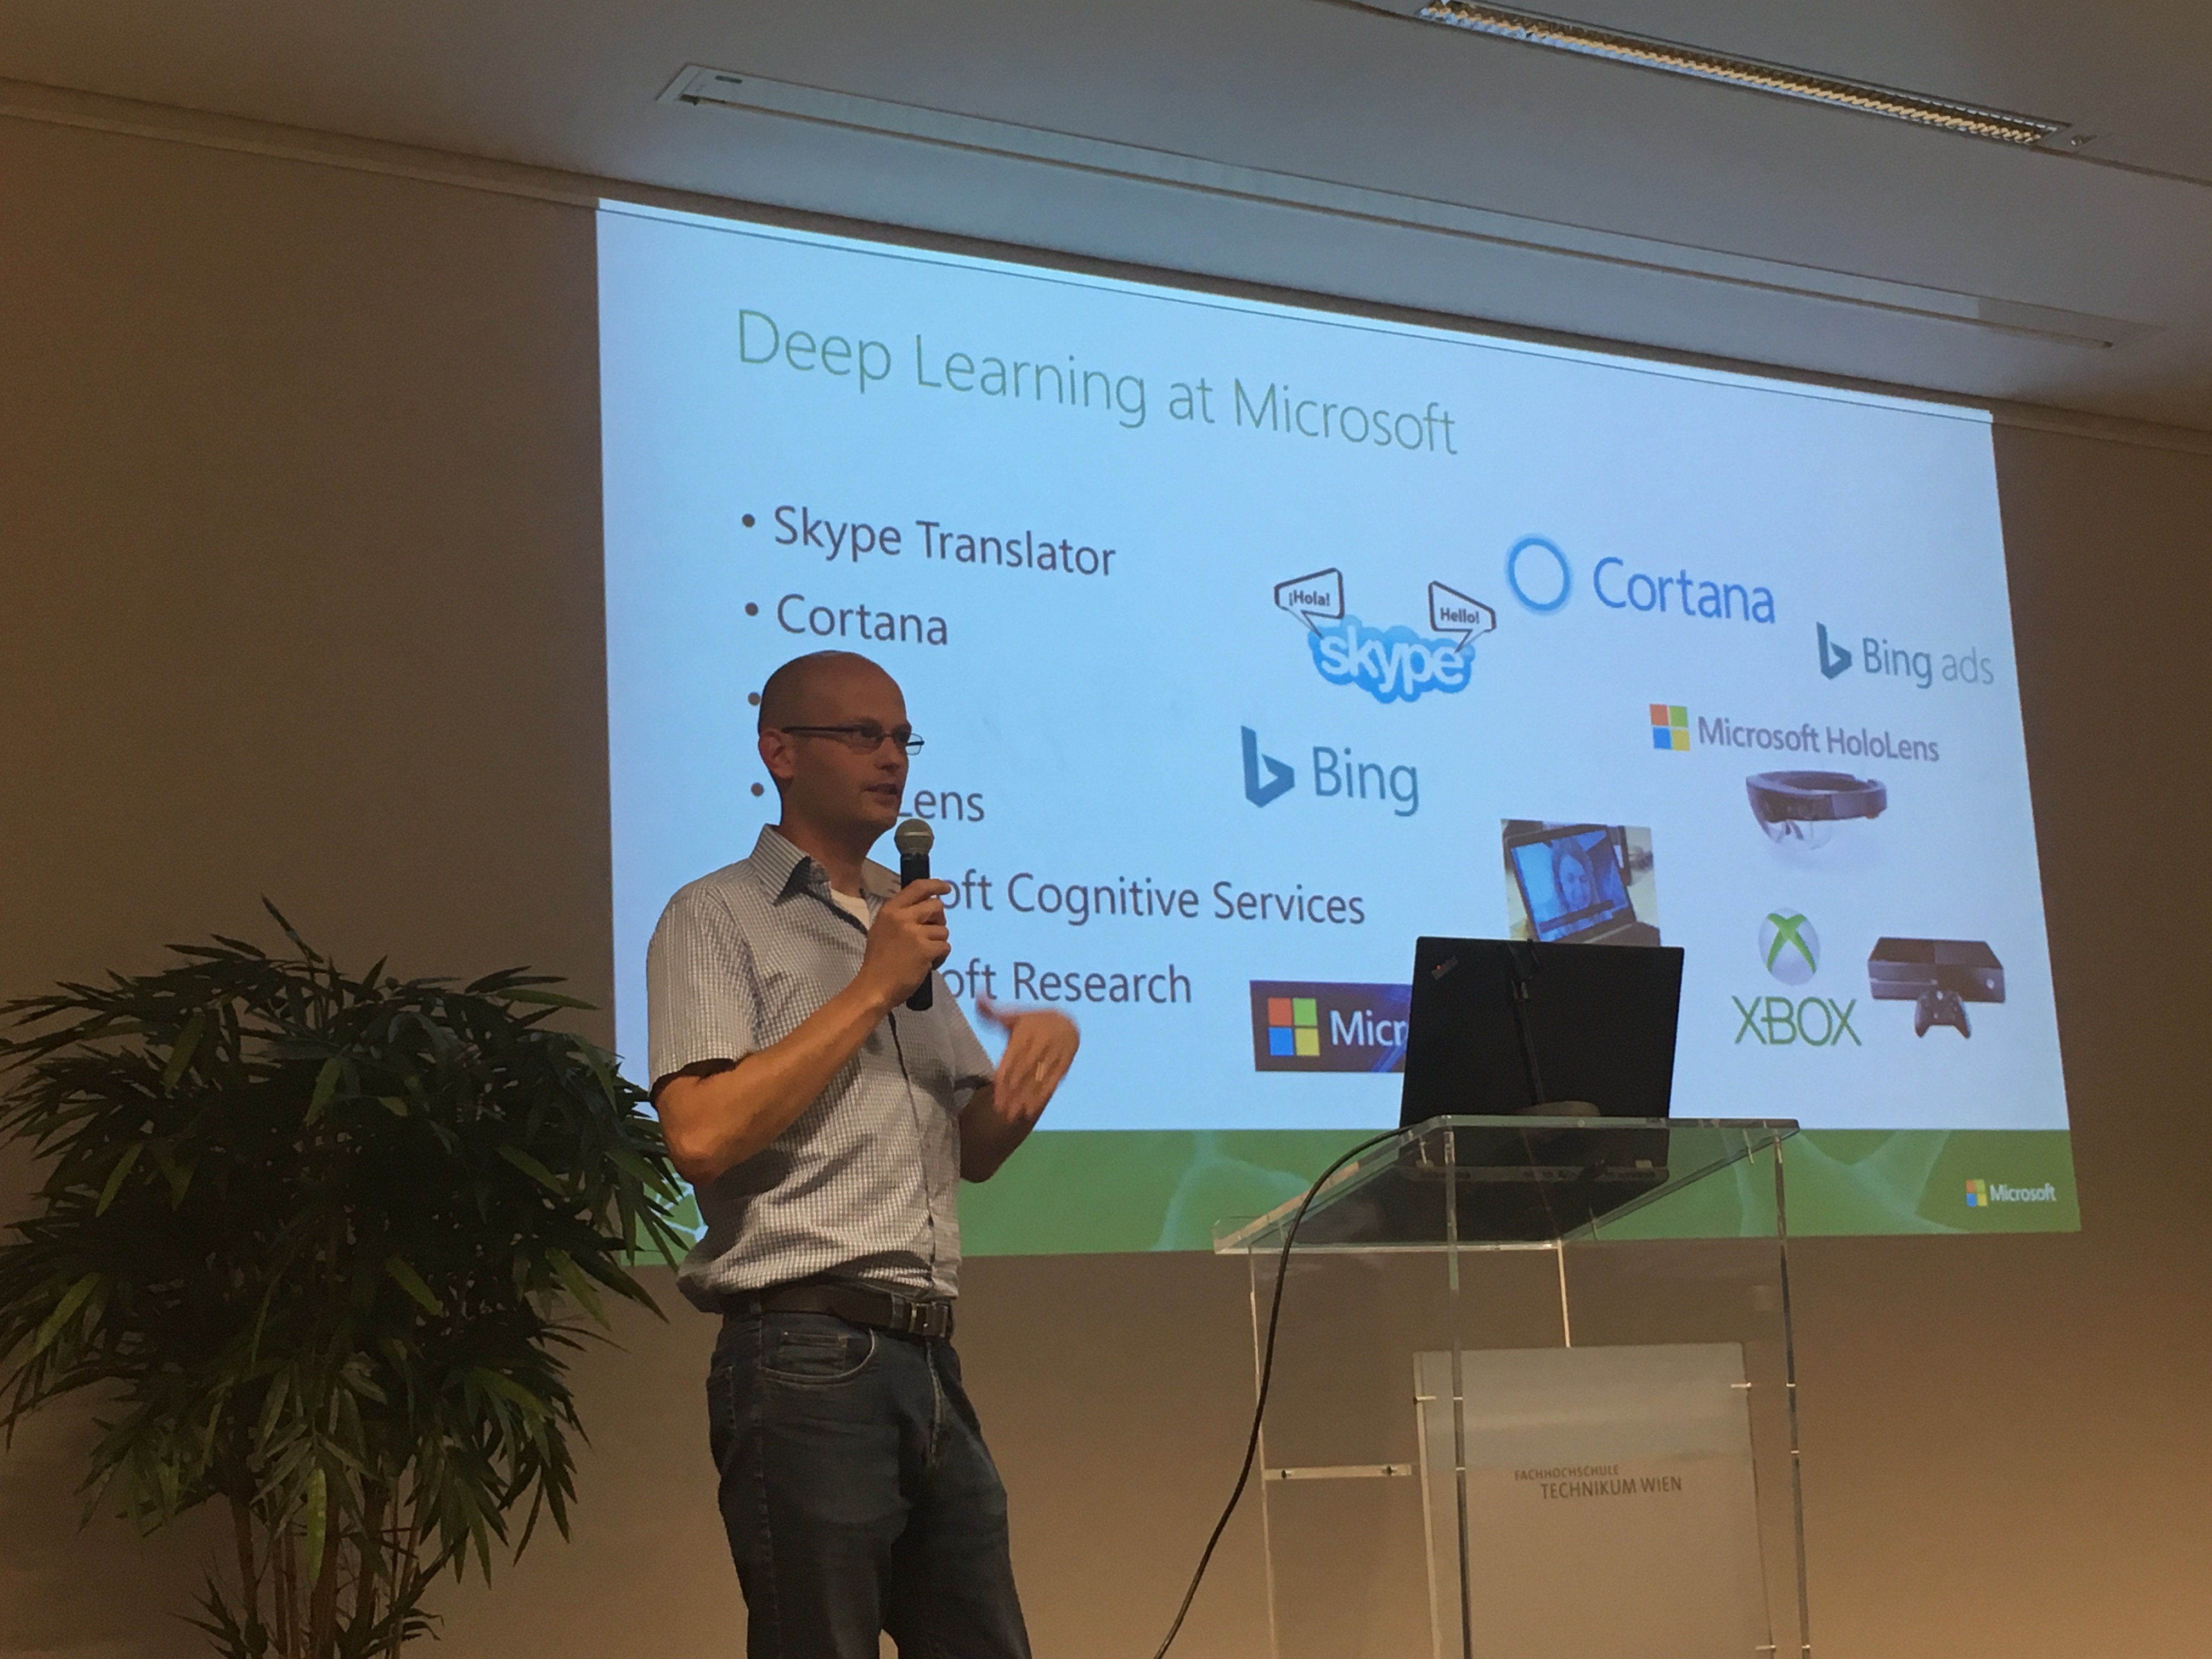 Deep Learning at Microsoft
• Skype Translator
• Cortana
•
• Lens
oft Cognitive Services
oft Research
¡Hola!
Hello!
skype
Cortana
Bing ads
Bing
Microsoft HoloLens
XBOX
Micr
Microsoft
FACHHOCHSCHULE
TECHNIKUM WIEN